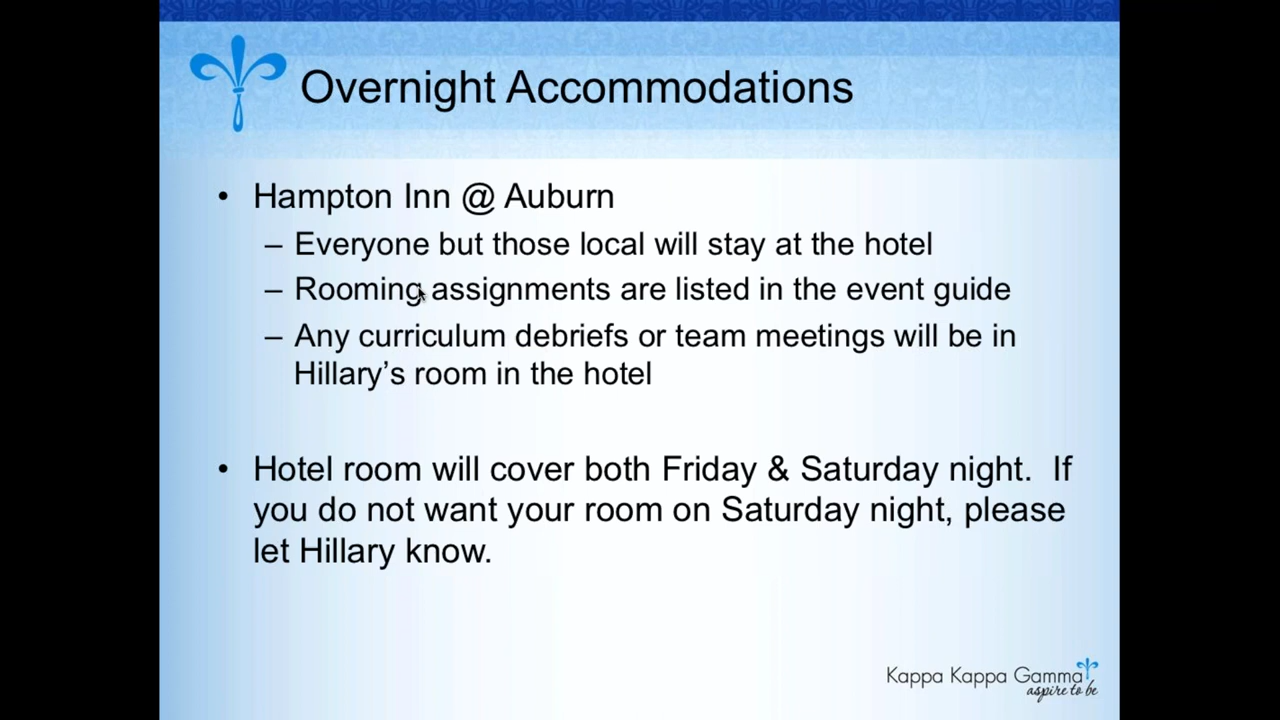 Overnight Accommodations
• Hampton Inn @ Auburn
– Everyone but those local will stay at the hotel
– Rooming assignments are listed in the event guide
– Any curriculum debriefs or team meetings will be in
Hillary's room in the hotel
• Hotel room will cover both Friday & Saturday night. If
you do not want your room on Saturday night, please
let Hillary know.
Kappa Kappa Gamma
aspire to be